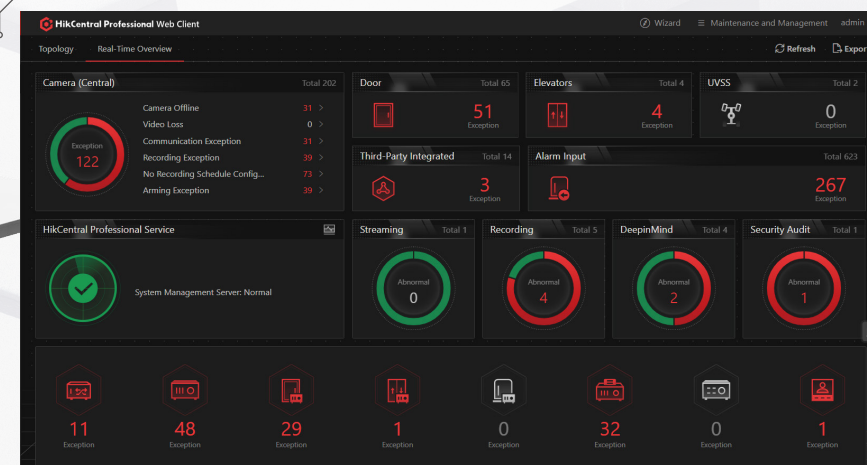 HikCentral Professional Web Client
Wizard
Maintenance and Management
admin
Topology
Real-Time Overview
Refresh
Expor
Camera (Central)
Total 202
Exception
122
Camera Offline 31 >
Video Loss 0 >
Communication Exception 31 >
Recording Exception 39 >
No Recording Schedule Config... 73 >
Arming Exception 39 >
Door
Total 65
51
Exception
Elevators
Total 4
4
Exception
UVSS
Total 2
0
Exception
Third-Party Integrated
Total 14
3
Exception
Alarm Input
Total 623
267
Exception
HikCentral Professional Service
System Management Server: Normal
Streaming
Total 1
Abnormal
0
Recording
Total 5
Abnormal
4
DeepinMind
Total 4
Abnormal
2
Security Audit
Total 1
Abnormal
1
11
Exception
48
Exception
29
Exception
1
Exception
0
Exception
32
Exception
0
Exception
1
Exception